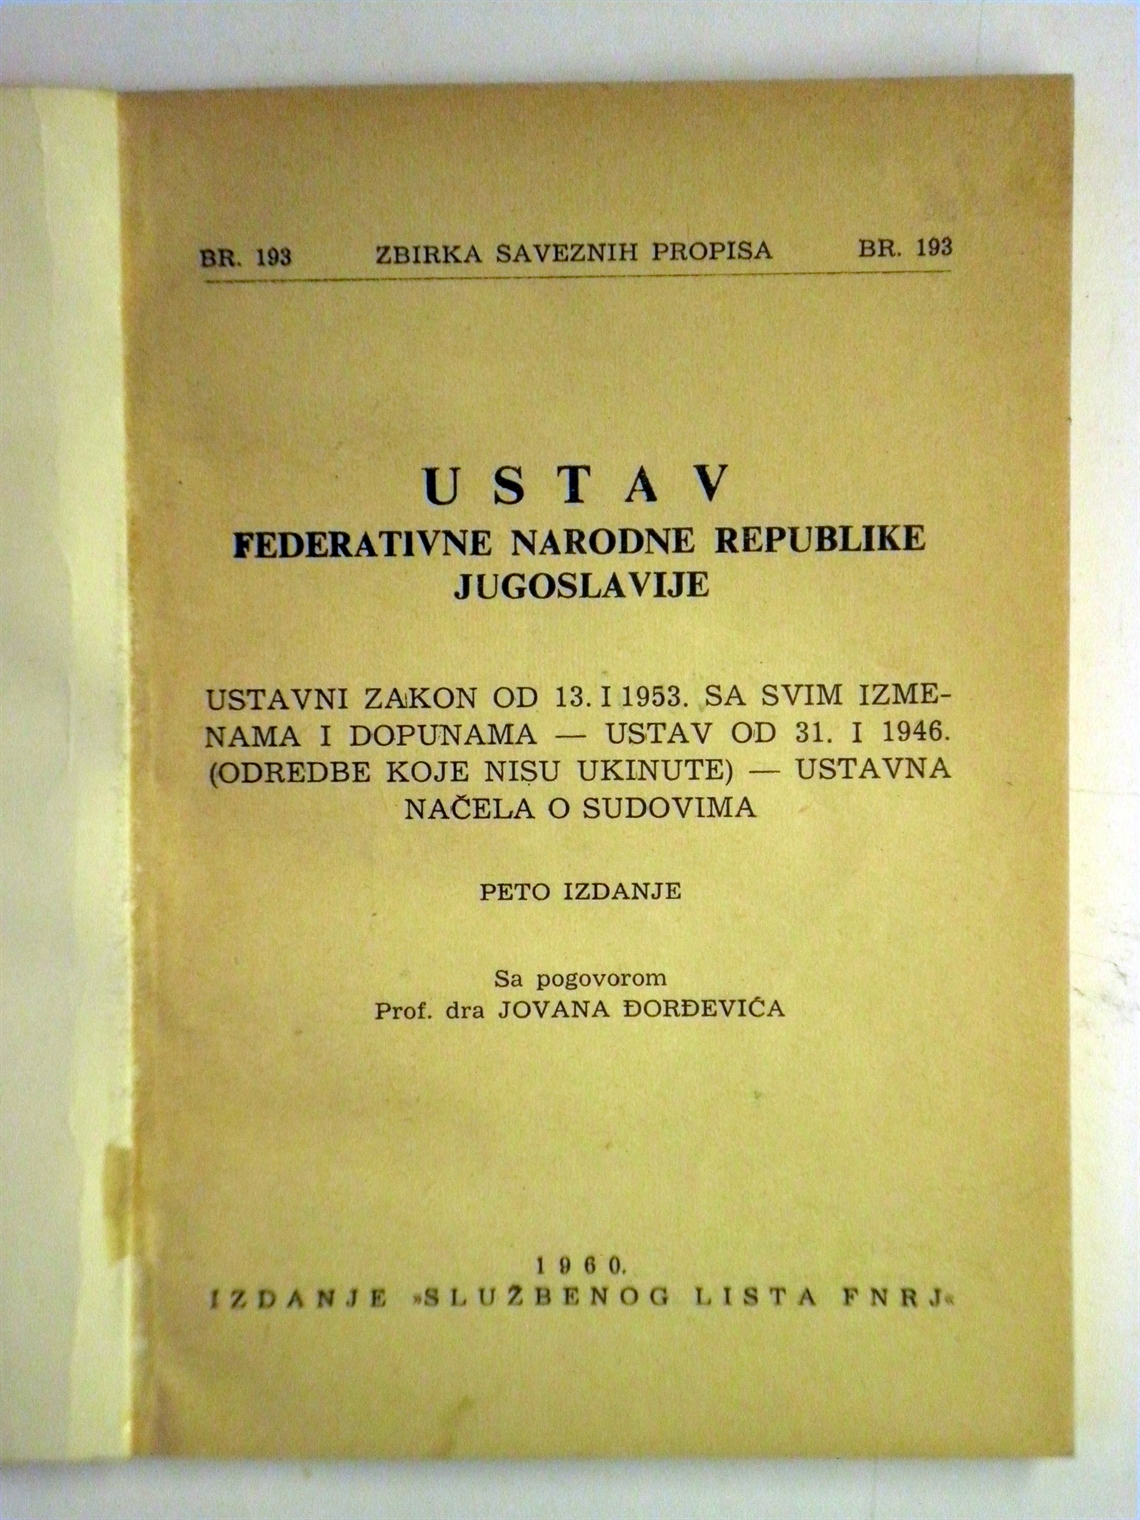 BR. 193 ZBIRKA SAVEZNIH PROPISA BR. 193
USTAV
FEDERATIVNE NARODNE REPUBLIKE
JUGOSLAVIJE
USTAVNI ZAKON OD 13. I 1953. SA SVIM IZME-
NAMA I DOPUNAMA — USTAV OD 31. I 1946.
(ODREDBE KOJE NISU UKINUTE) — USTAVNA
NAČELA O SUDOVIMA
PETO IZDANJE
Sa pogovorom
Prof. dra JOVANA ĐORĐEVIĆA
1960.
IZDANJE »SLUŽBENOG LISTA FNRJ«